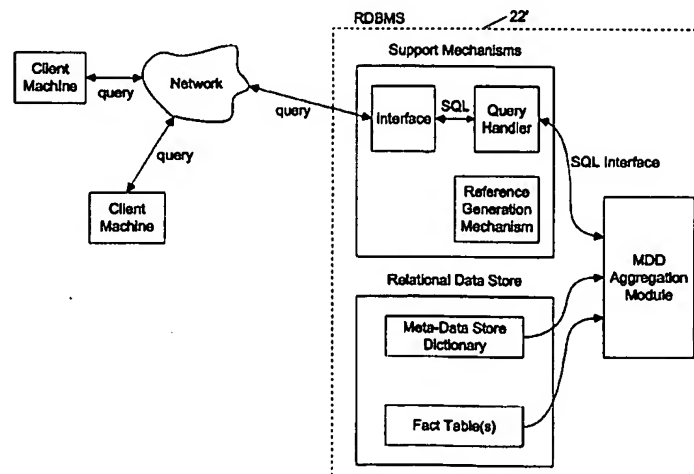 RDBMS
22'
Support Mechanisms
Client
Machine
query
Network
query
Client
Machine
query
Interface
SQL
Query
Handler
SQL Interface
Reference
Generation
Mechanism
MDD
Aggregation
Module
Relational Data Store
Meta-Data Store
Dictionary
Fact Table(s)